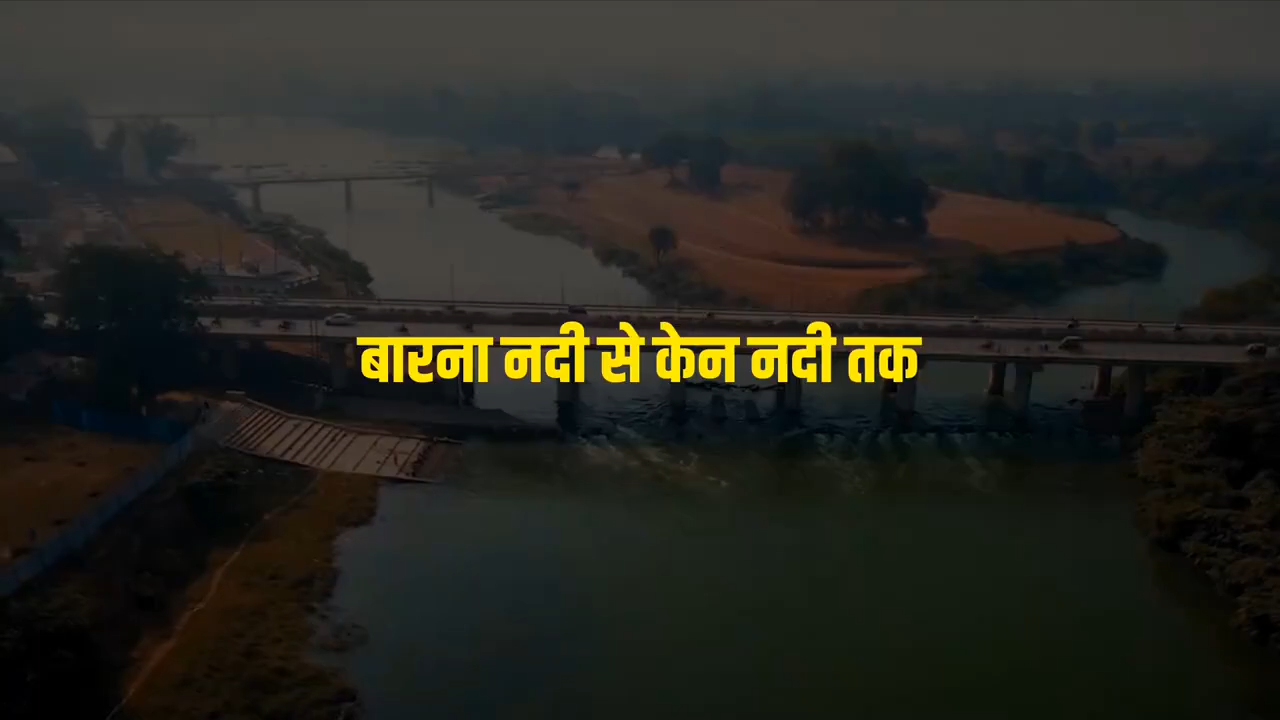 बारना नदी से केन नदी तक